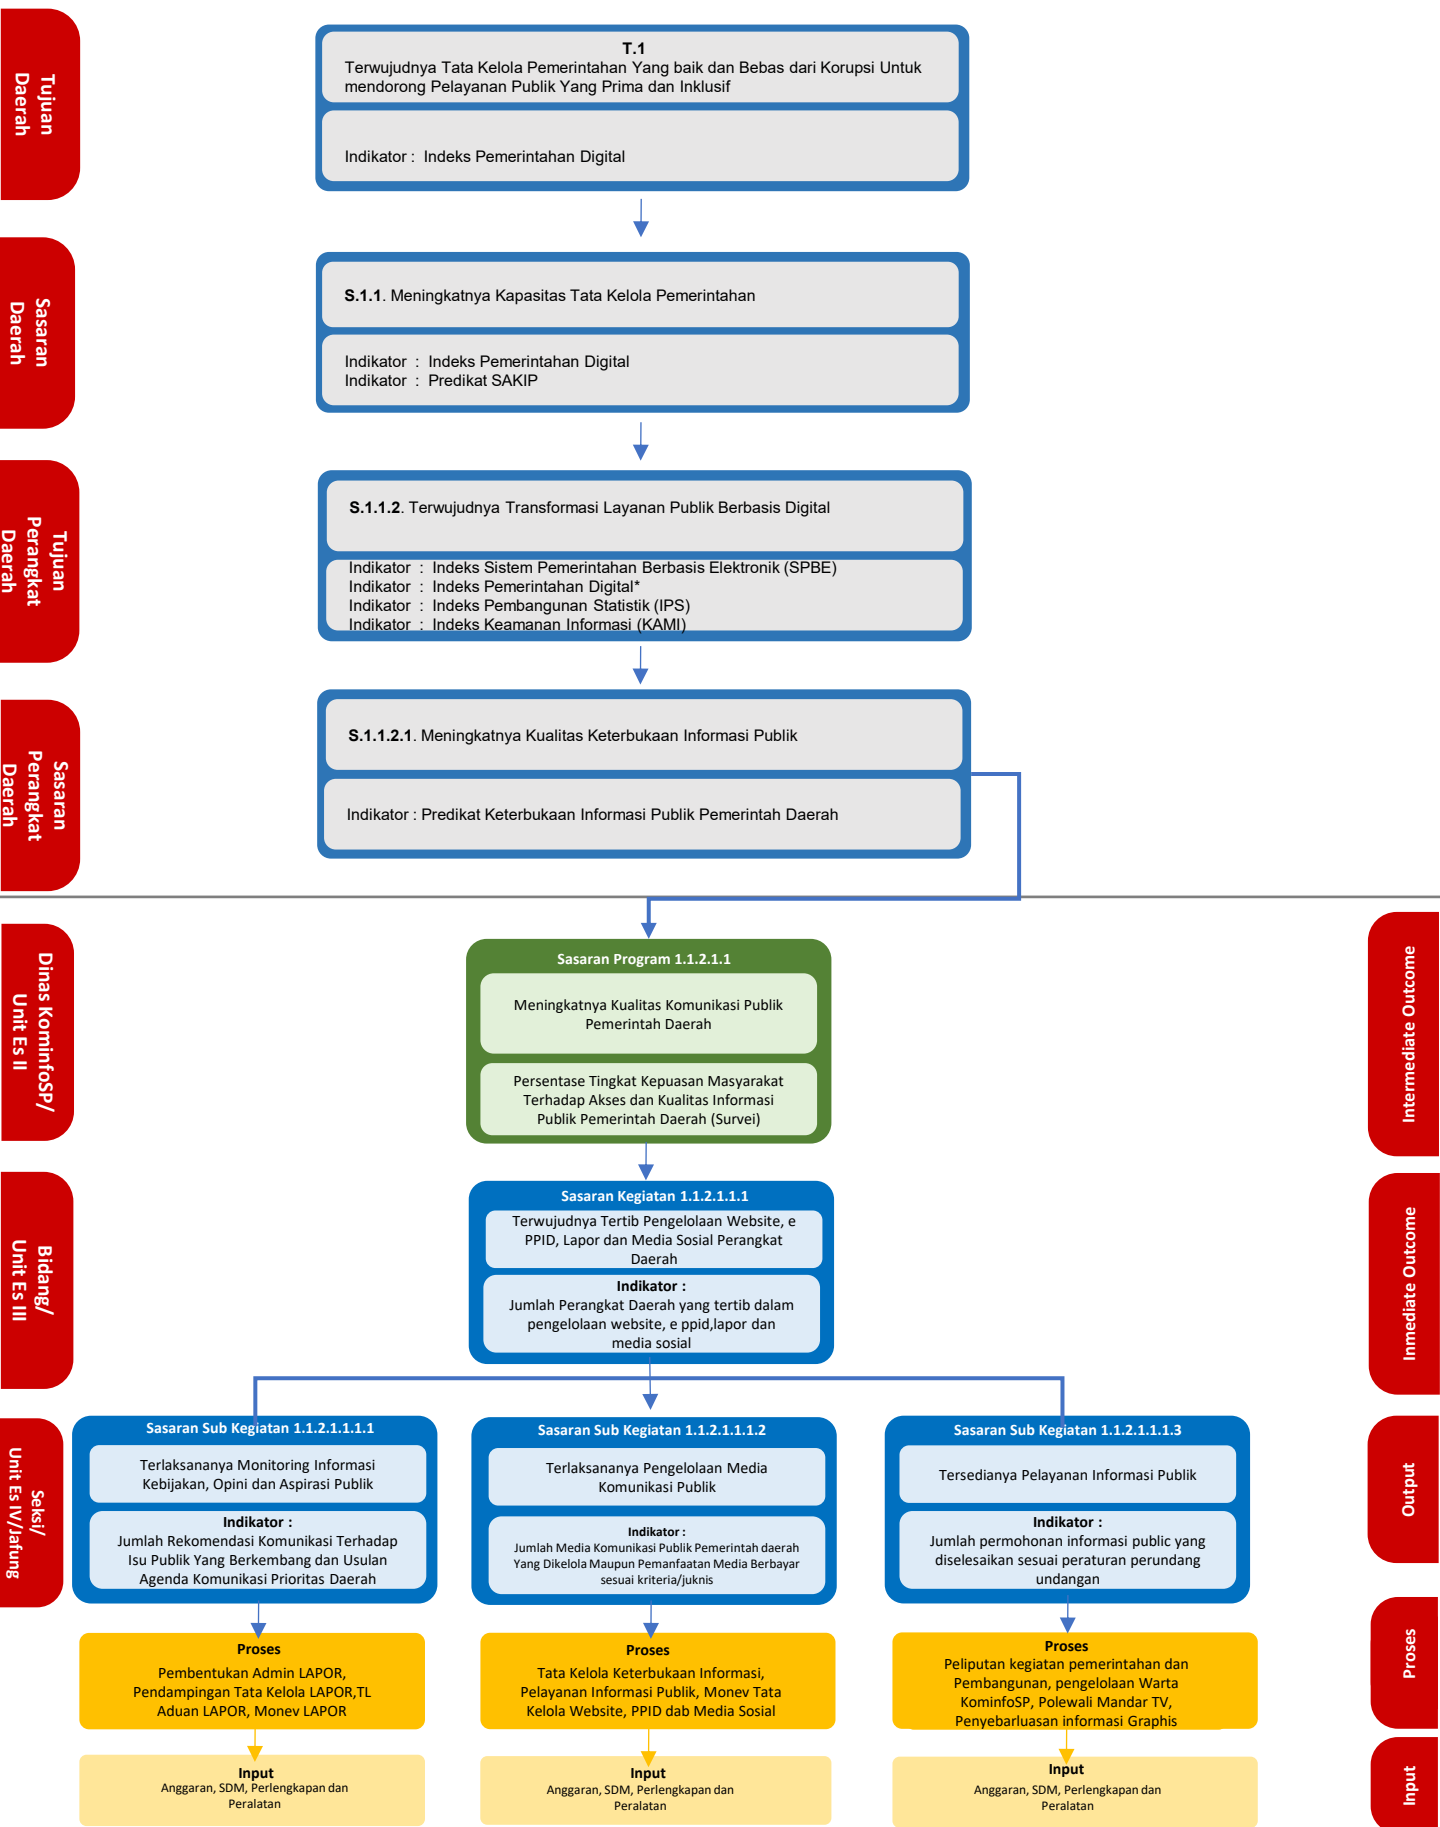 Tujuan
Daerah
T.1
Terwujudnya Tata Kelola Pemerintahan Yang baik dan Bebas dari Korupsi Untuk
mendorong Pelayanan Publik Yang Prima dan Inklusif
Indikator : Indeks Pemerintahan Digital
Sasaran
Daerah
S.1.1. Meningkatnya Kapasitas Tata Kelola Pemerintahan
Indikator : Indeks Pemerintahan Digital
Indikator : Predikat SAKIP
Tujuan
Perangkat
Daerah
S.1.1.2. Terwujudnya Transformasi Layanan Publik Berbasis Digital
Indikator : Indeks Sistem Pemerintahan Berbasis Elektronik (SPBE)
Indikator : Indeks Pemerintahan Digital*
Indikator : Indeks Pembangunan Statistik (IPS)
Indikator : Indeks Keamanan Informasi (KAMI)
Sasaran
Perangkat
Daerah
S.1.1.2.1. Meningkatnya Kualitas Keterbukaan Informasi Publik
Indikator : Predikat Keterbukaan Informasi Publik Pemerintah Daerah
Dinas KominfoSP/
Unit Es II
Sasaran Program 1.1.2.1.1
Meningkatnya Kualitas Komunikasi Publik
Pemerintah Daerah
Persentase Tingkat Kepuasan Masyarakat
Terhadap Akses dan Kualitas Informasi
Publik Pemerintah Daerah (Survei)
Intermediate Outcome
Bidang/
Unit Es III
Sasaran Kegiatan 1.1.2.1.1.1
Terwujudnya Tertib Pengelolaan Website, e
PPID, Lapor dan Media Sosial Perangkat
Daerah
Indikator :
Jumlah Perangkat Daerah yang tertib dalam
pengelolaan website, e ppid,lapor dan
media sosial
Inmediate Outcome
Seksi/
Unit Es IV/Jafung
Sasaran Sub Kegiatan 1.1.2.1.1.1.1
Terlaksananya Monitoring Informasi
Kebijakan, Opini dan Aspirasi Publik
Indikator :
Jumlah Rekomendasi Komunikasi Terhadap
Isu Publik Yang Berkembang dan Usulan
Agenda Komunikasi Prioritas Daerah
Sasaran Sub Kegiatan 1.1.2.1.1.1.2
Terlaksananya Pengelolaan Media
Komunikasi Publik
Indikator :
Jumlah Media Komunikasi Publik Pemerintah daerah
Yang Dikelola Maupun Pemanfaatan Media Berbayar
sesuai kriteria/juknis
Sasaran Sub Kegiatan 1.1.2.1.1.1.3
Tersedianya Pelayanan Informasi Publik
Indikator :
Jumlah permohonan informasi public yang
diselesaikan sesuai peraturan perundang
undangan
Output
Proses
Pembentukan Admin LAPOR,
Pendampingan Tata Kelola LAPOR,TL
Aduan LAPOR, Monev LAPOR
Proses
Tata Kelola Keterbukaan Informasi,
Pelayanan Informasi Publik, Monev Tata
Kelola Website, PPID dab Media Sosial
Proses
Peliputan kegiatan pemerintahan dan
Pembangunan, pengelolaan Warta
KominfoSP, Polewali Mandar TV,
Penyebarluasan informasi Graphis
Proses
Input
Anggaran, SDM, Perlengkapan dan
Peralatan
Input
Anggaran, SDM, Perlengkapan dan
Peralatan
Input
Anggaran, SDM, Perlengkapan dan
Peralatan
Input